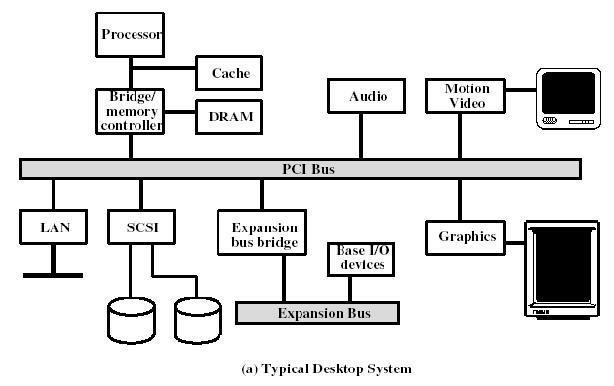 Processor
Cache
Bridge/
memory
controller
DRAM
Audio
Motion
Video
PCI Bus
LAN
SCSI
Expansion
bus bridge
Base I/O
devices
Graphics
Expansion Bus
(a) Typical Desktop System